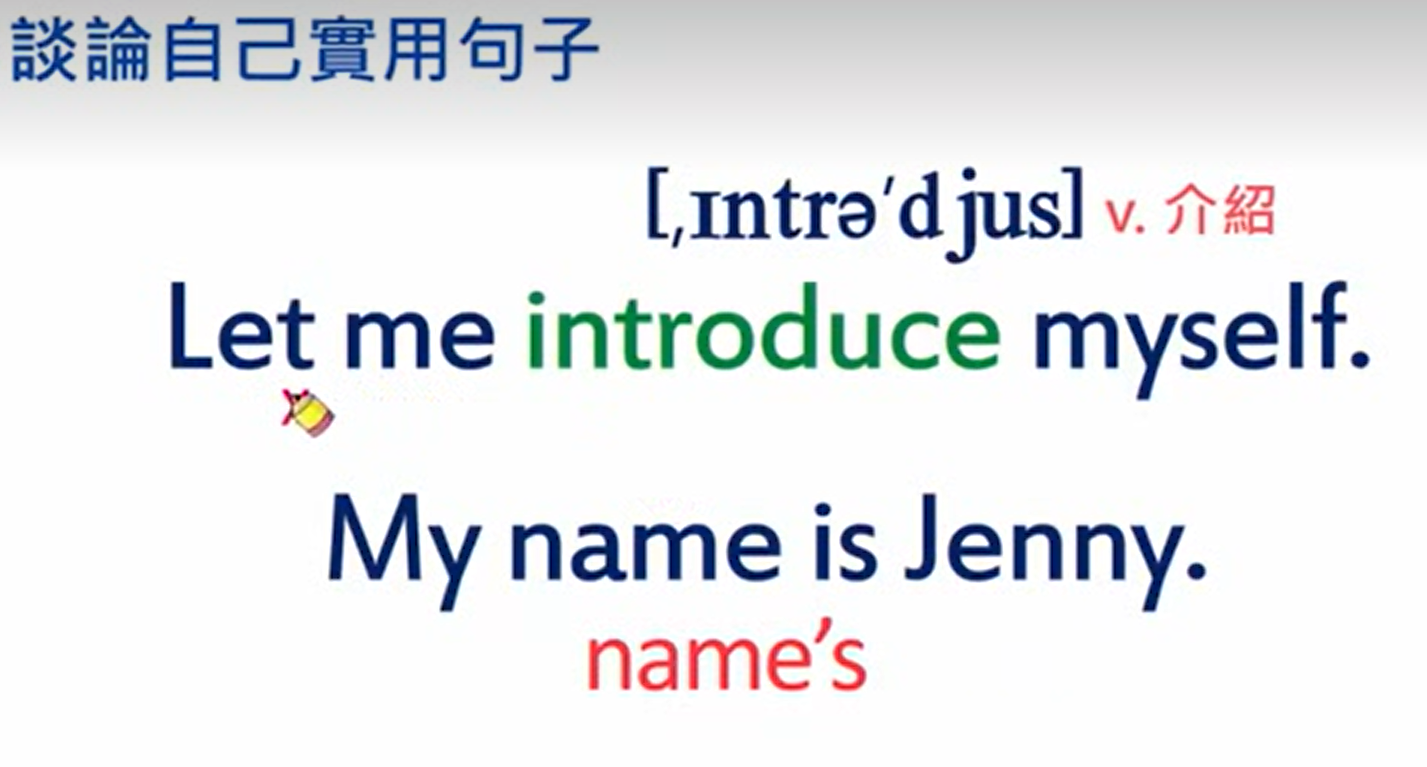 談論自己實用句子
[ˌɪntrəˈdjus] v. 介紹
Let me introduce myself.
My name is Jenny.
name’s